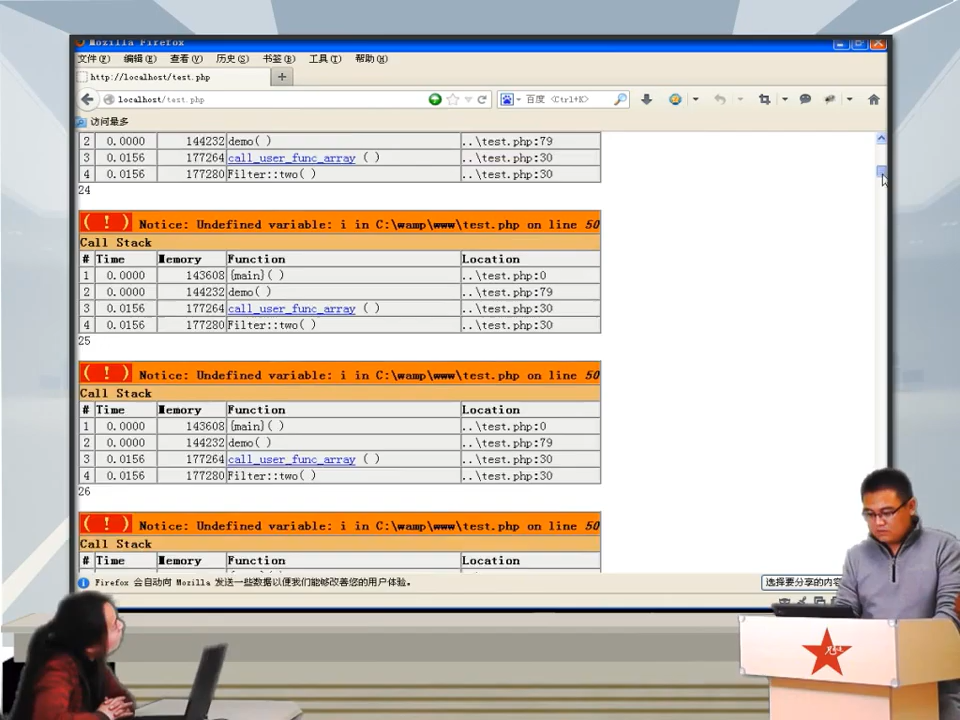 Mozilla Firefox
文件(F) 编辑(E) 查看(V) 历史(S) 书签(B) 工具(T) 帮助(H)
http://localhost/test.php +
localhost/test.php 百度 <Ctrl+K>
访问最多
2 0.0000 144232 demo( ) ..\test.php:79
3 0.0156 177264 call_user_func_array ( ) ..\test.php:30
4 0.0156 177280 Filter::two( ) ..\test.php:30
24
( ! ) Notice: Undefined variable: i in C:\wamp\www\test.php on line 50
Call Stack
# Time Memory Function Location
1 0.0000 143608 {main}( ) ..\test.php:0
2 0.0000 144232 demo( ) ..\test.php:79
3 0.0156 177264 call_user_func_array ( ) ..\test.php:30
4 0.0156 177280 Filter::two( ) ..\test.php:30
25
( ! ) Notice: Undefined variable: i in C:\wamp\www\test.php on line 50
Call Stack
# Time Memory Function Location
1 0.0000 143608 {main}( ) ..\test.php:0
2 0.0000 144232 demo( ) ..\test.php:79
3 0.0156 177264 call_user_func_array ( ) ..\test.php:30
4 0.0156 177280 Filter::two( ) ..\test.php:30
26
( ! ) Notice: Undefined variable: i in C:\wamp\www\test.php on line 50
Call Stack
# Time Memory Function Location
Firefox 会自动向 Mozilla 发送一些数据以便我们能够改善您的用户体验。 选择要分享的内容